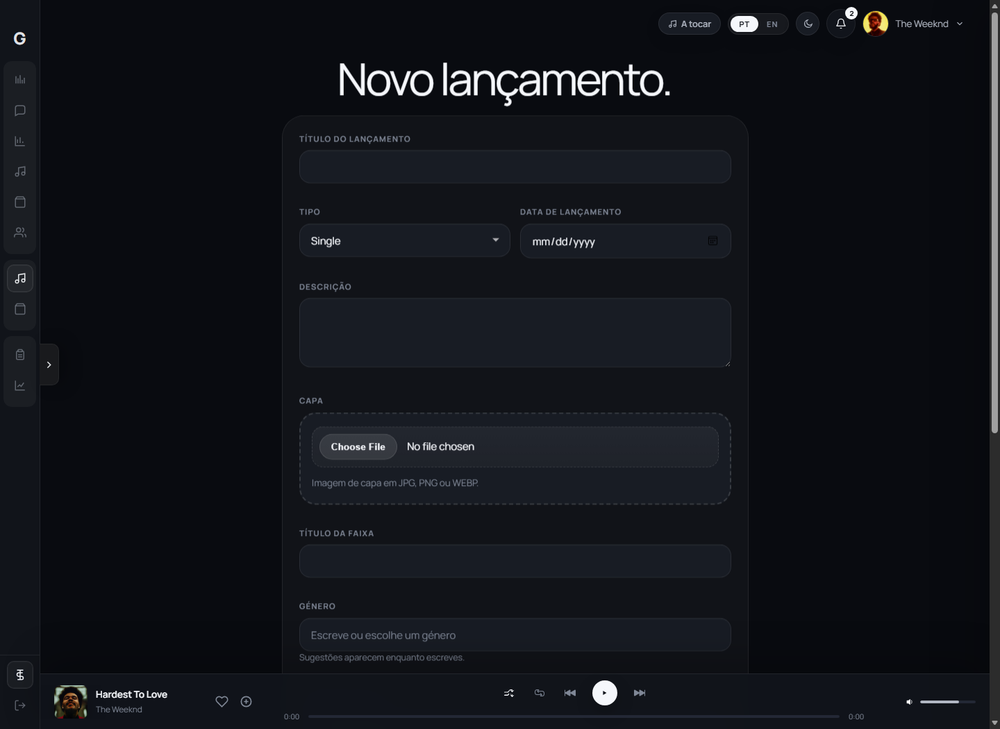 G
A tocar
PT EN
2
The Weeknd
Novo lançamento.
TÍTULO DO LANÇAMENTO
TIPO
DATA DE LANÇAMENTO
Single
mm/dd/yyyy
DESCRIÇÃO
CAPA
Choose File No file chosen
Imagem de capa em JPG, PNG ou WEBP.
TÍTULO DA FAIXA
GÉNERO
Escreve ou escolhe um género
Sugestões aparecem enquanto escreves.
Hardest To Love
The Weeknd
0:00
0:00